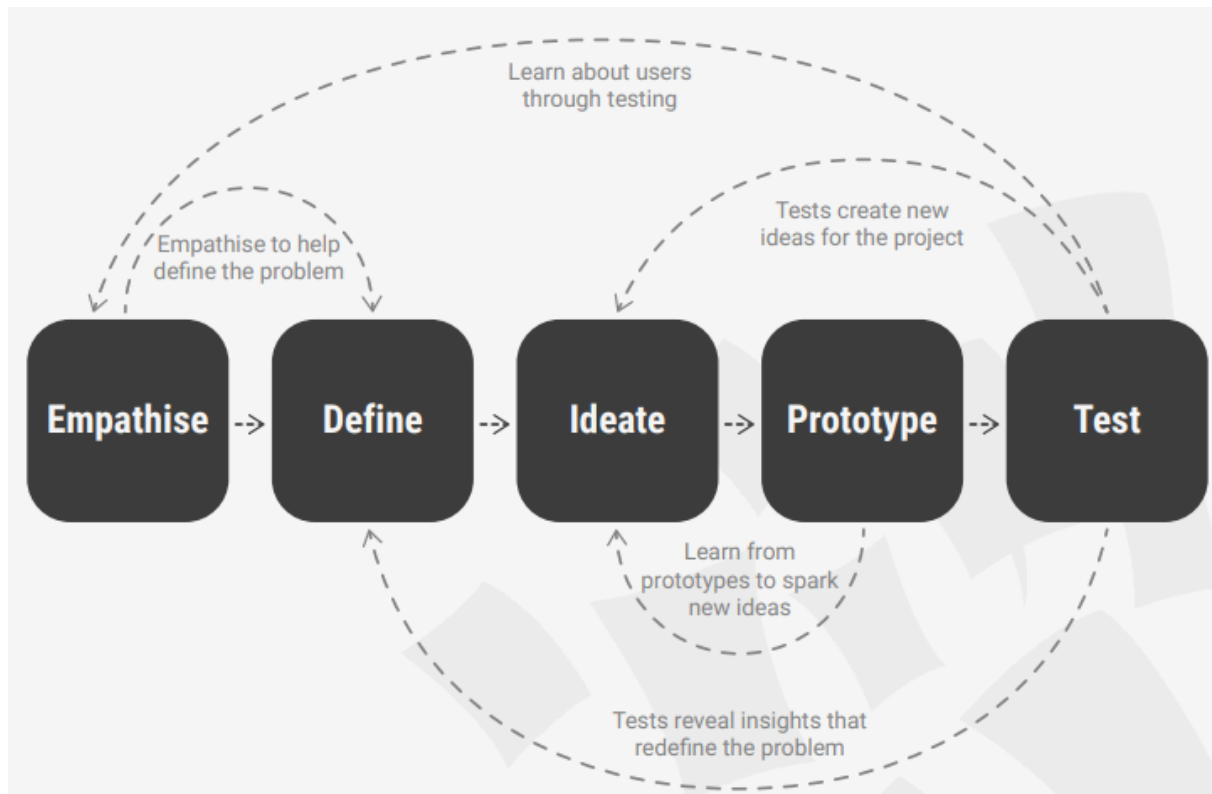 Learn about users
through testing
Tests create new
ideas for the project
Empathise to help
define the problem
Empathise
Define
Ideate
Prototype
Test
Learn from
prototypes to spark
new ideas
Tests reveal insights that
redefine the problem